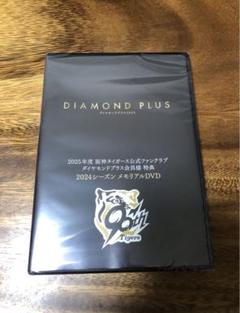 DIAMOND PLUS
2025年度 阪神タイガース公式ファンクラブ
ダイヤモンドプラス会員様 特典
2024シーズン メモリアルDVD
Tigers